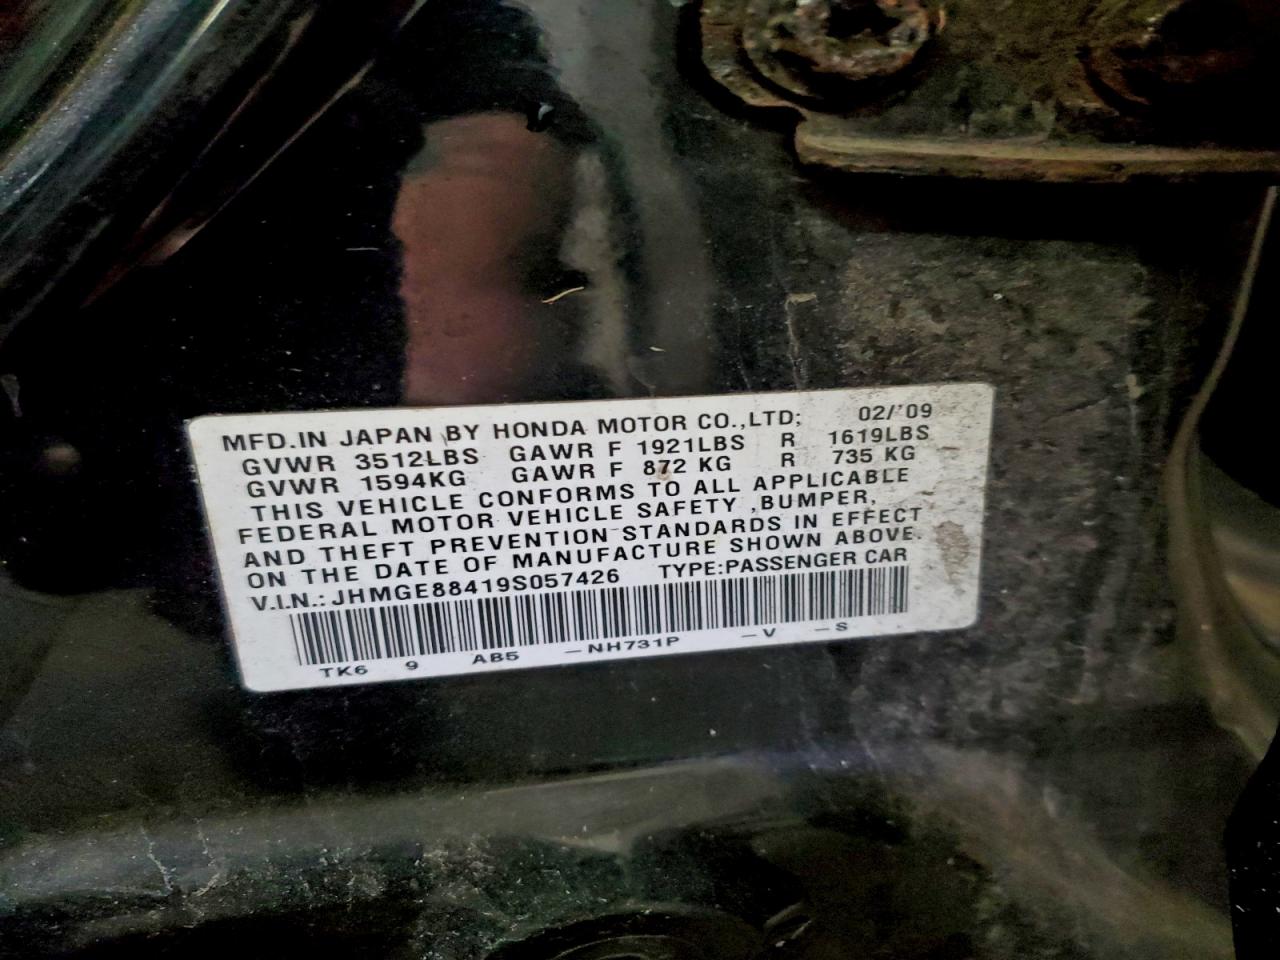 MFD.IN JAPAN BY HONDA MOTOR CO.,LTD; 02/'09
GVWR 3512LBS GAWR F 1921LBS R 1619LBS
GVWR 1594KG GAWR F 872 KG R 735 KG
THIS VEHICLE CONFORMS TO ALL APPLICABLE
FEDERAL MOTOR VEHICLE SAFETY ,BUMPER,
AND THEFT PREVENTION STANDARDS IN EFFECT
ON THE DATE OF MANUFACTURE SHOWN ABOVE.
V.I.N.: JHMGE88419S057426 TYPE:PASSENGER CAR
TK6 9 AB5 -NH731P -V -S